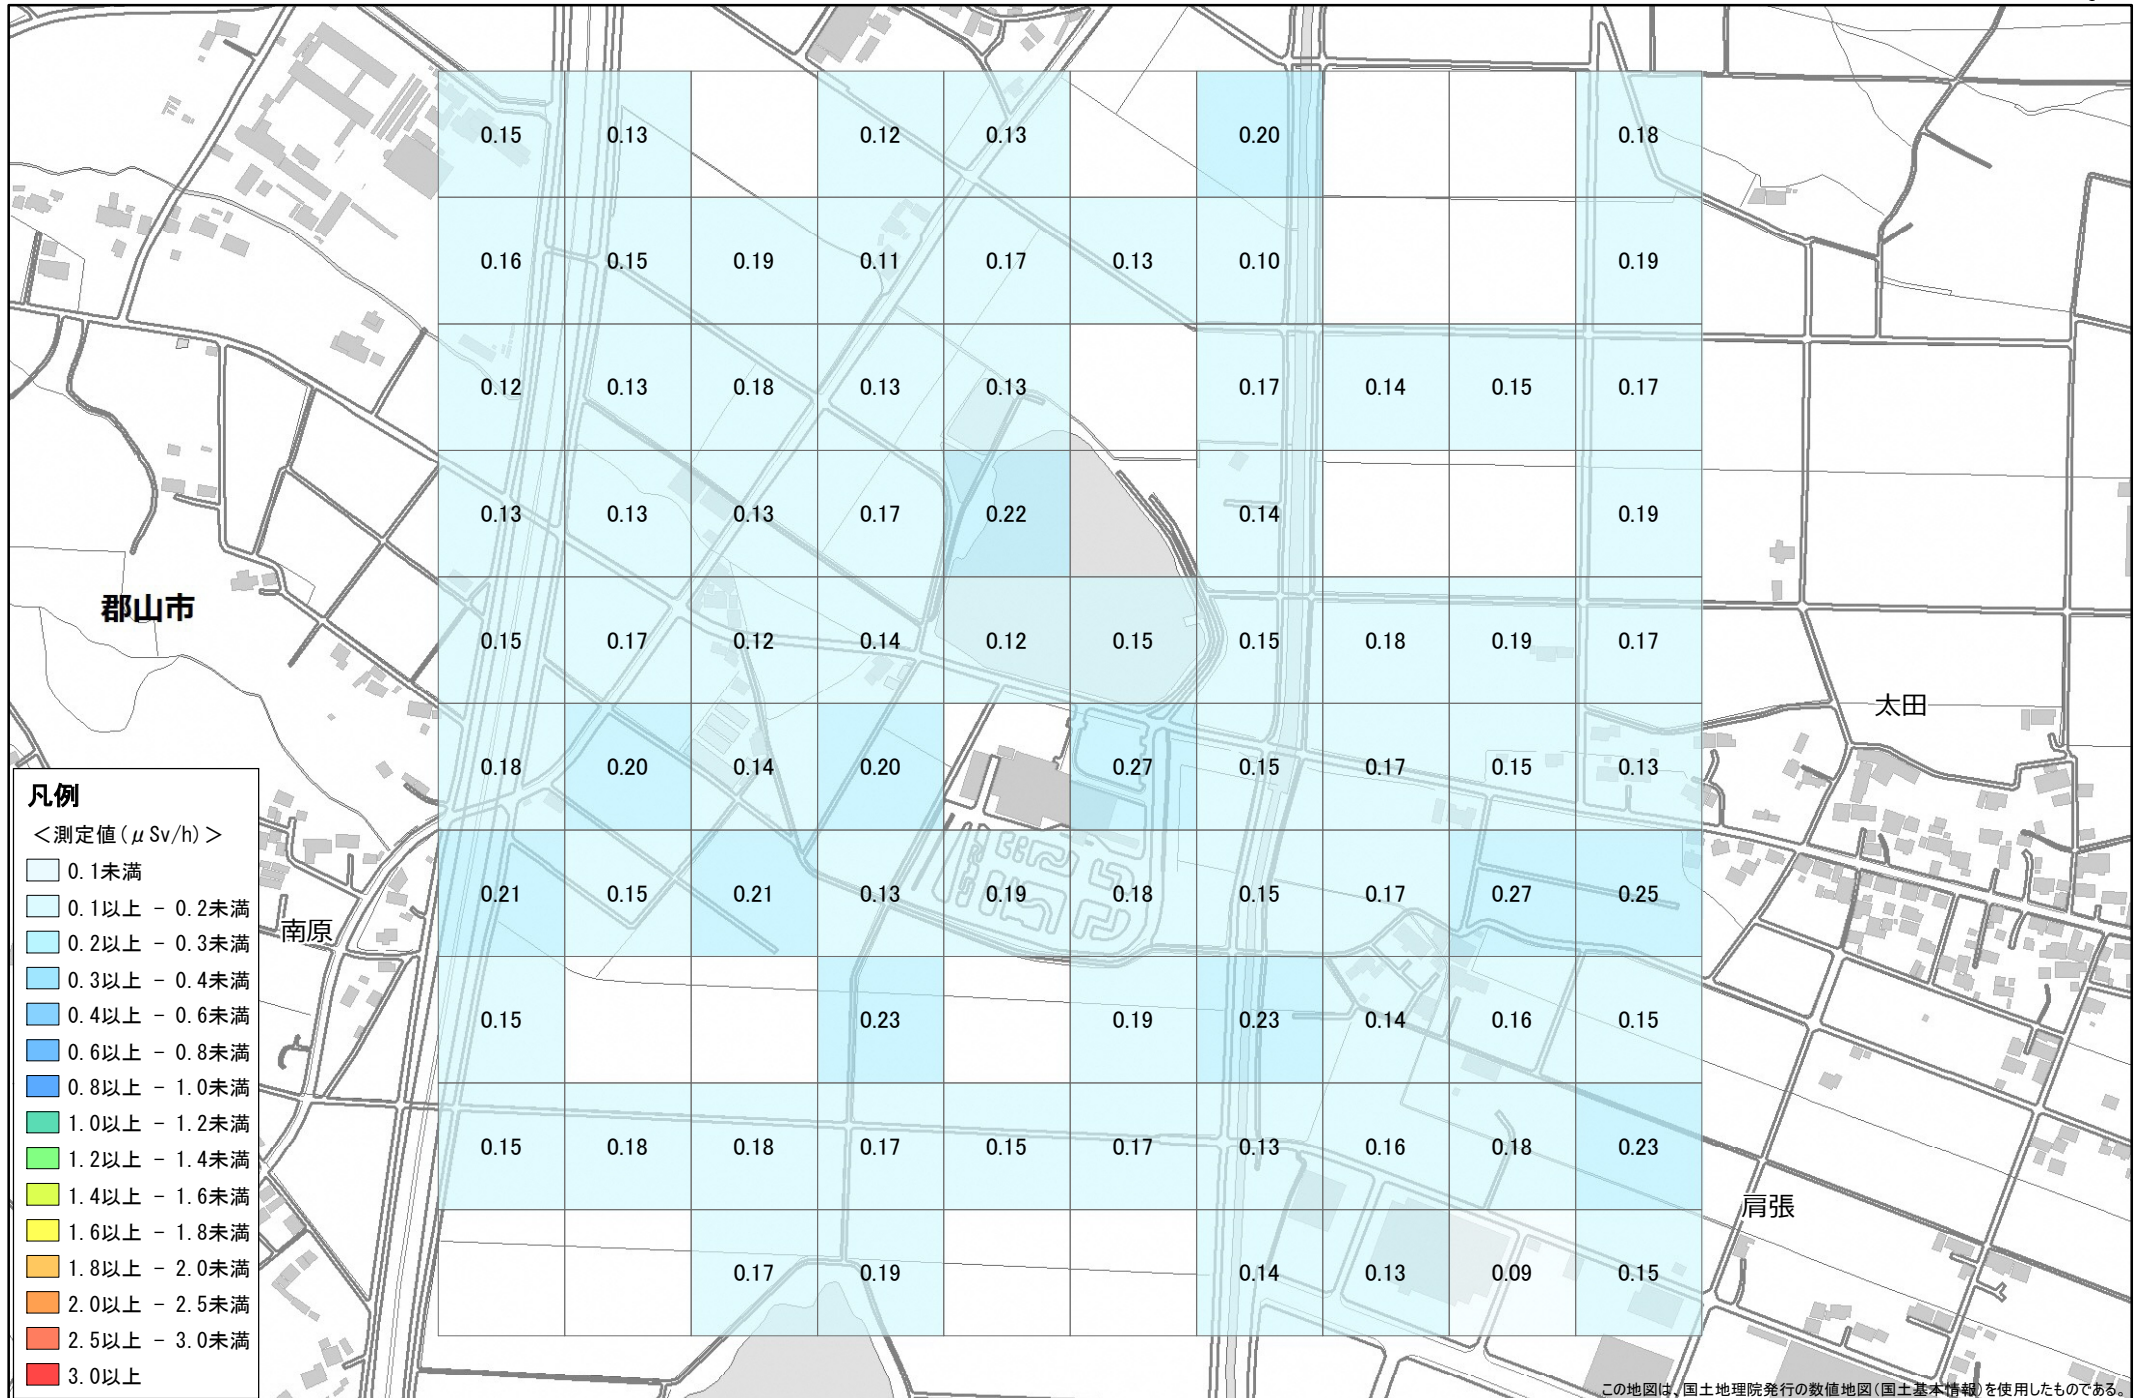 0.15 0.13 0.12 0.13 0.20 0.18
0.16 0.15 0.19 0.11 0.17 0.13 0.10 0.19
0.12 0.13 0.18 0.13 0.13 0.17 0.14 0.15 0.17
0.13 0.13 0.13 0.17 0.22 0.14 0.19
郡山市
0.15 0.17 0.12 0.14 0.12 0.15 0.15 0.18 0.19 0.17
太田
0.18 0.20 0.14 0.20 0.27 0.15 0.17 0.15 0.13
0.21 0.15 0.21 0.13 0.19 0.18 0.15 0.17 0.27 0.25
南原
0.15 0.23 0.19 0.23 0.14 0.16 0.15
0.15 0.18 0.18 0.17 0.15 0.17 0.13 0.16 0.18 0.23
肩張
0.17 0.19 0.14 0.13 0.09 0.15
凡例
＜測定値(μSv/h)＞
0.1未満
0.1以上 - 0.2未満
0.2以上 - 0.3未満
0.3以上 - 0.4未満
0.4以上 - 0.6未満
0.6以上 - 0.8未満
0.8以上 - 1.0未満
1.0以上 - 1.2未満
1.2以上 - 1.4未満
1.4以上 - 1.6未満
1.6以上 - 1.8未満
1.8以上 - 2.0未満
2.0以上 - 2.5未満
2.5以上 - 3.0未満
3.0以上
この地図は、国土地理院発行の数値地図(国土基本情報)を使用したものである。